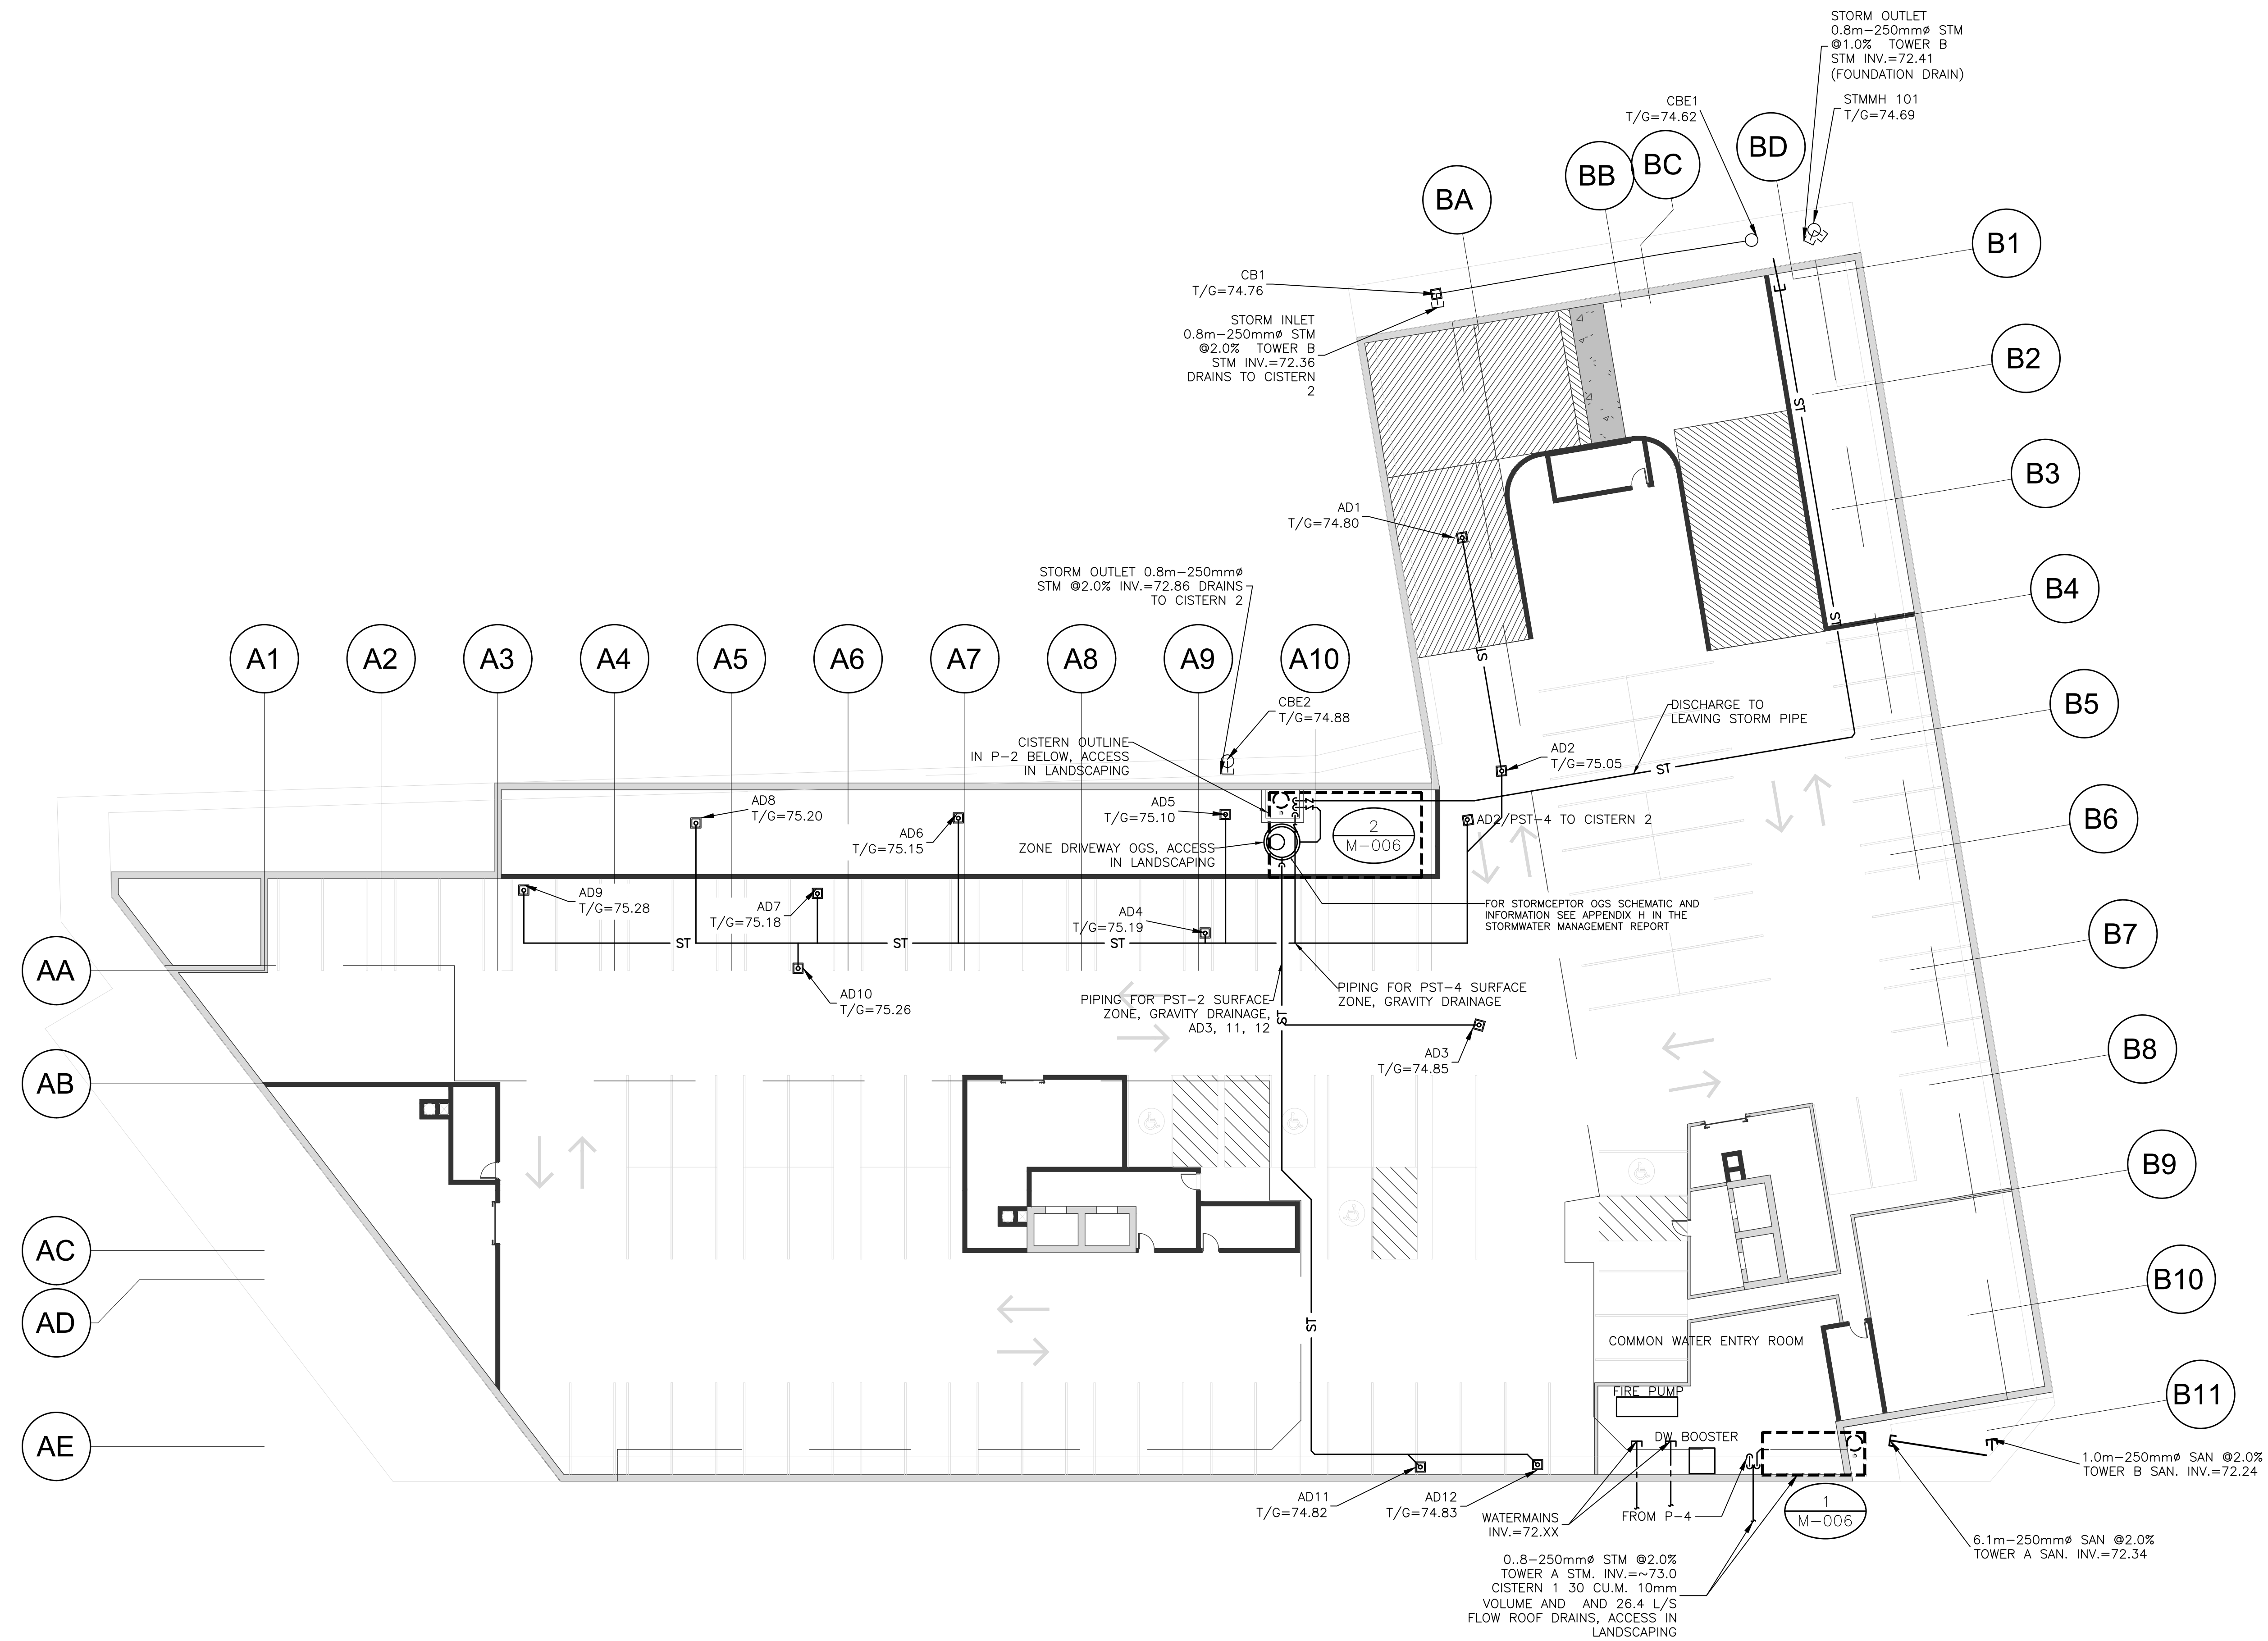 STORM OUTLET
0.8m-250mmø STM
@1.0% TOWER B
STM INV.=72.41
(FOUNDATION DRAIN)
STMMH 101
T/G=74.69
CBE1
T/G=74.62
BA
BB
BC
BD
B1
B2
B3
B4
B5
B6
B7
B8
B9
B10
B11
CB1
T/G=74.76
STORM INLET
0.8m-250mmø STM
@2.0% TOWER B
STM INV.=72.36
DRAINS TO CISTERN
2
ST
ST
AD1
T/G=74.80
ST
STORM OUTLET 0.8m-250mmø
STM @2.0% INV.=72.86 DRAINS
TO CISTERN 2
A1
A2
A3
A4
A5
A6
A7
A8
A9
A10
CBE2
T/G=74.88
DISCHARGE TO
LEAVING STORM PIPE
CISTERN OUTLINE
IN P-2 BELOW, ACCESS
IN LANDSCAPING
AD2
T/G=75.05
ST
AD8
T/G=75.20
AD6
T/G=75.15
AD5
T/G=75.10
2
M-006
AD2/PST-4 TO CISTERN 2
ZONE DRIVEWAY OGS, ACCESS
IN LANDSCAPING
AD9
T/G=75.28
AD7
T/G=75.18
AD4
T/G=75.19
FOR STORMCEPTOR OGS SCHEMATIC AND
INFORMATION SEE APPENDIX H IN THE
STORMWATER MANAGEMENT REPORT
ST
ST
ST
AA
AB
AC
AD
AE
AD10
T/G=75.26
PIPING FOR PST-2 SURFACE
ZONE, GRAVITY DRAINAGE,
AD3, 11, 12
PIPING FOR PST-4 SURFACE
ZONE, GRAVITY DRAINAGE
ST
AD3
T/G=74.85
ST
COMMON WATER ENTRY ROOM
FIRE PUMP
DW BOOSTER
AD11
T/G=74.82
AD12
T/G=74.83
WATERMAINS
INV.=72.XX
FROM P-4
1
M-006
1.0m-250mmø SAN @2.0%
TOWER B SAN. INV.=72.24
6.1m-250mmø SAN @2.0%
TOWER A SAN. INV.=72.34
0..8-250mmø STM @2.0%
TOWER A STM. INV.=~73.0
CISTERN 1 30 CU.M. 10mm
VOLUME AND AND 26.4 L/S
FLOW ROOF DRAINS, ACCESS IN
LANDSCAPING